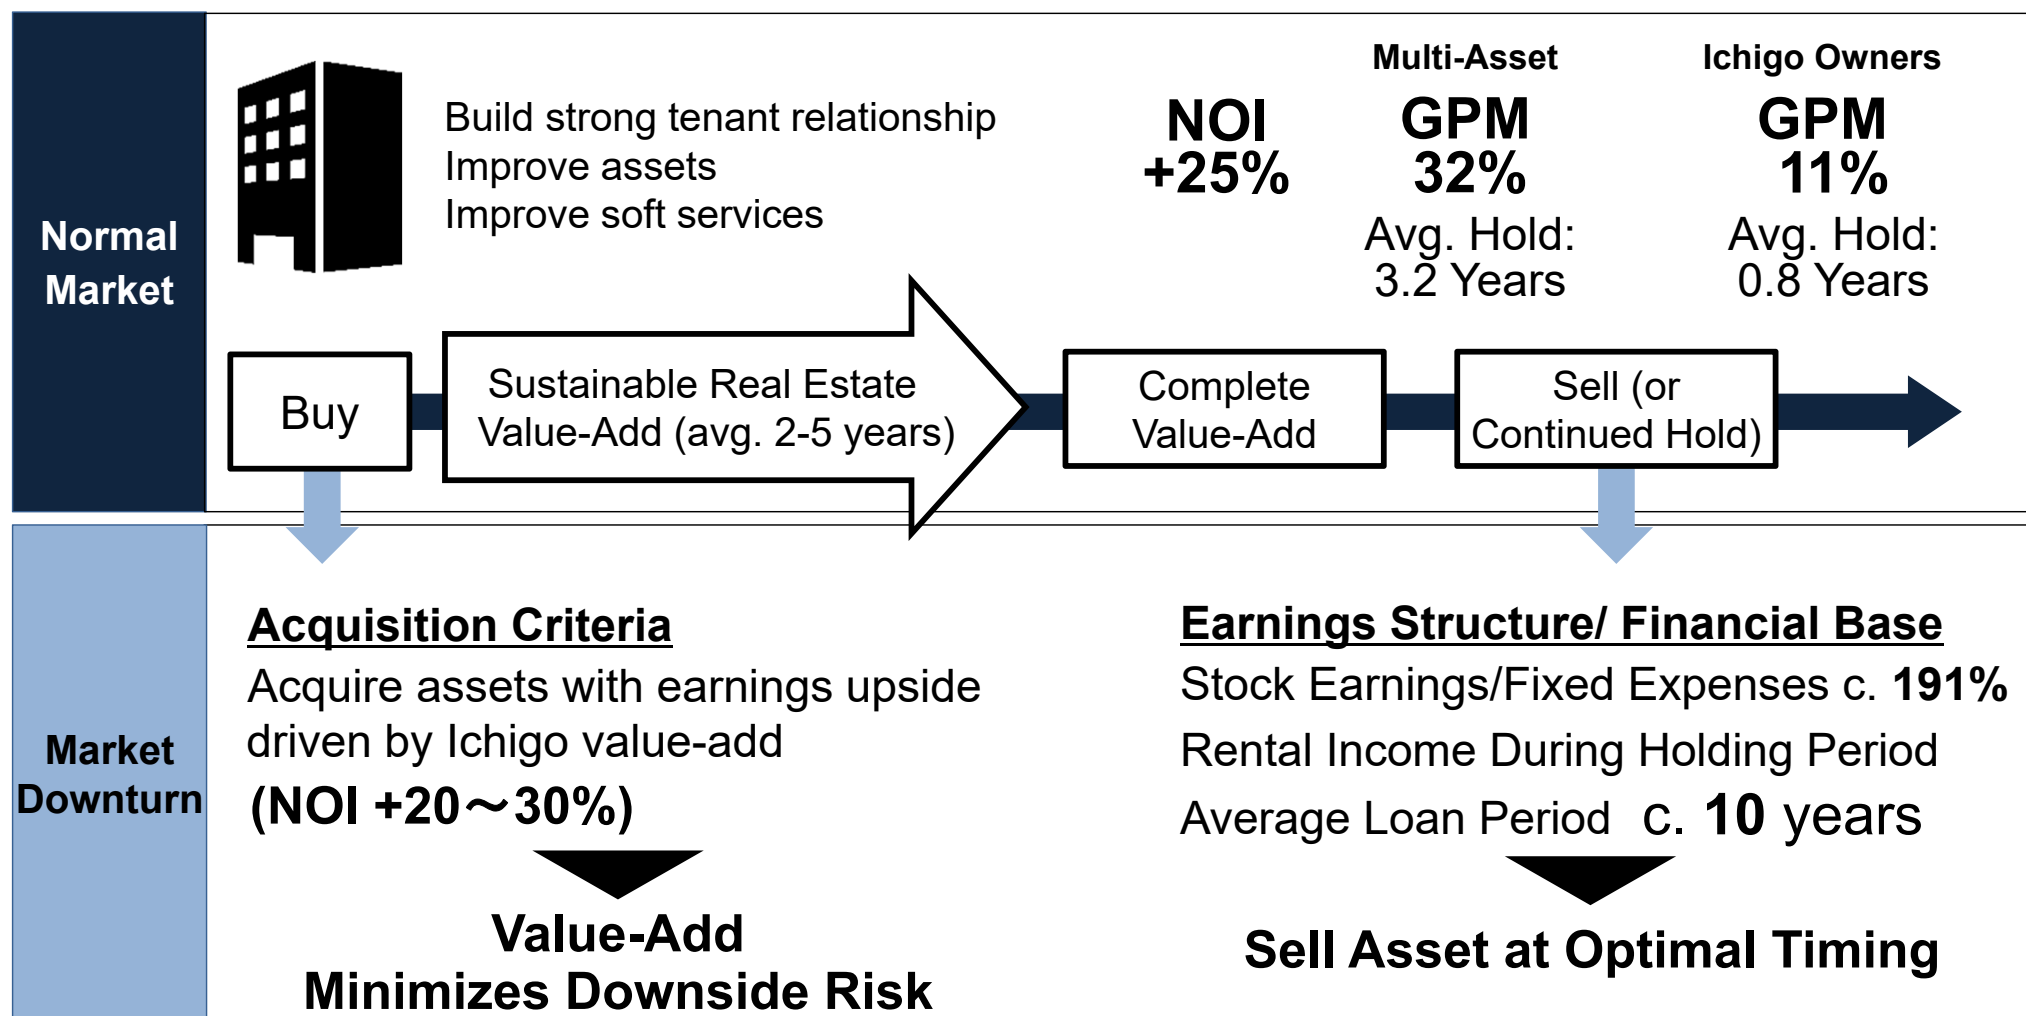 Normal
Market
Build strong tenant relationship
Improve assets
Improve soft services
NOI
+25%
Multi-Asset
GPM
32%
Avg. Hold:
3.2 Years
Ichigo Owners
GPM
11%
Avg. Hold:
0.8 Years
Buy
Sustainable Real Estate
Value-Add (avg. 2-5 years)
Complete
Value-Add
Sell (or
Continued Hold)
Market
Downturn
Acquisition Criteria
Acquire assets with earnings upside
driven by Ichigo value-add
(NOI +20～30%)
Value-Add
Minimizes Downside Risk
Earnings Structure/ Financial Base
Stock Earnings/Fixed Expenses c. 191%
Rental Income During Holding Period
Average Loan Period c. 10 years
Sell Asset at Optimal Timing